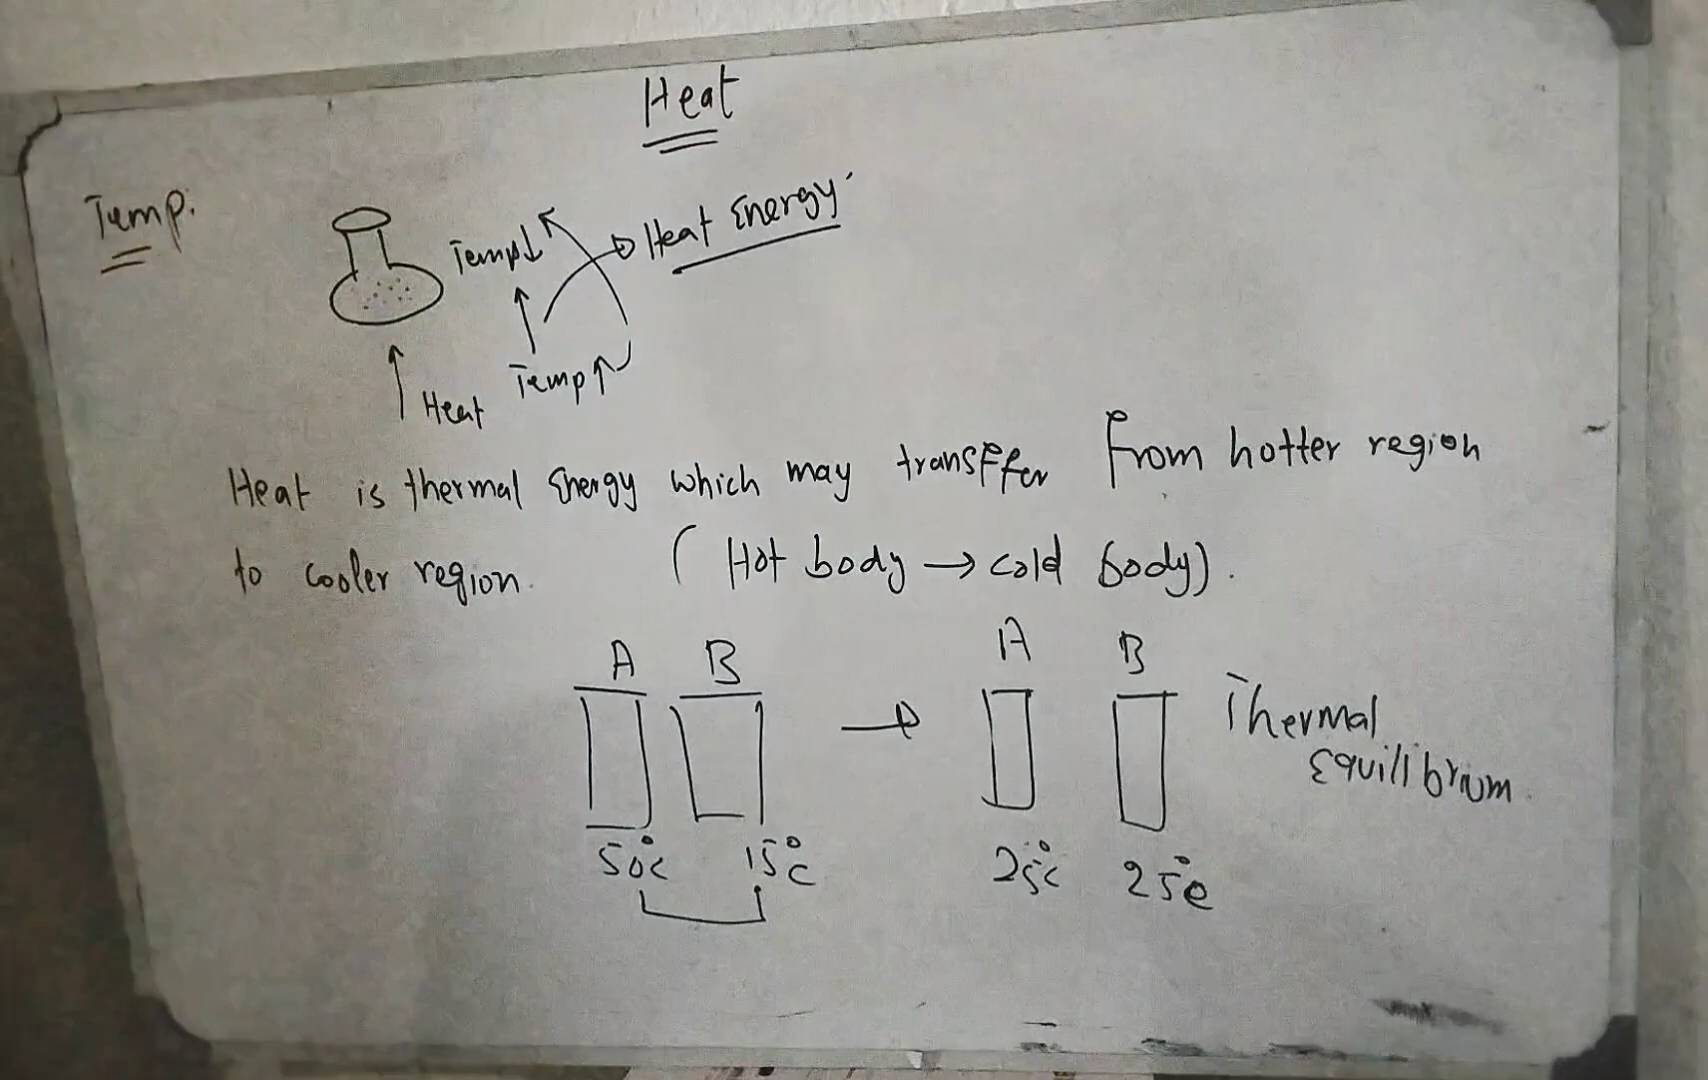 Heat
Temp.
Temp↓ Heat Energy
Heat Temp↑
Heat is thermal Energy which may transffer from hotter region
to cooler region. ( Hot body → cold body).
A B A B
Thermal
Equilibrium
50°C 15°C 25°C 25°C